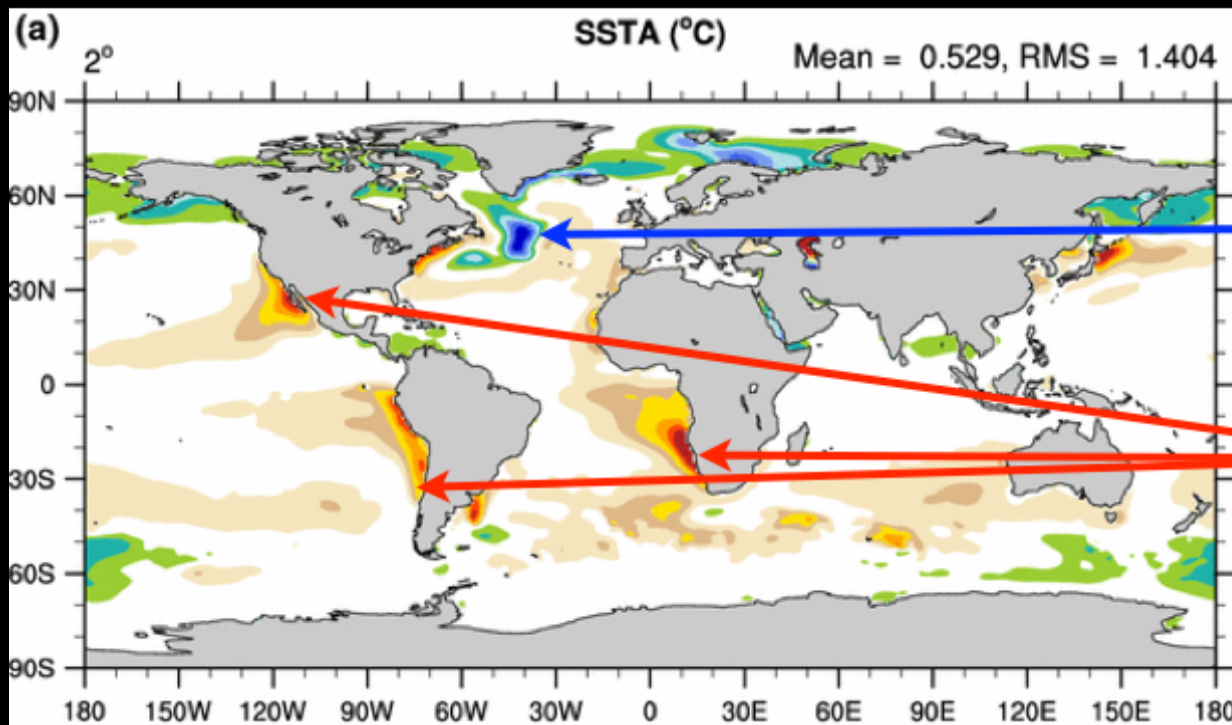 (a)
SSTA (°C)
2°
Mean = 0.529, RMS = 1.404
90N
60N
30N
0
30S
60S
90S
180 150W 120W 90W 60W 30W 0 30E 60E 90E 120E 150E 180